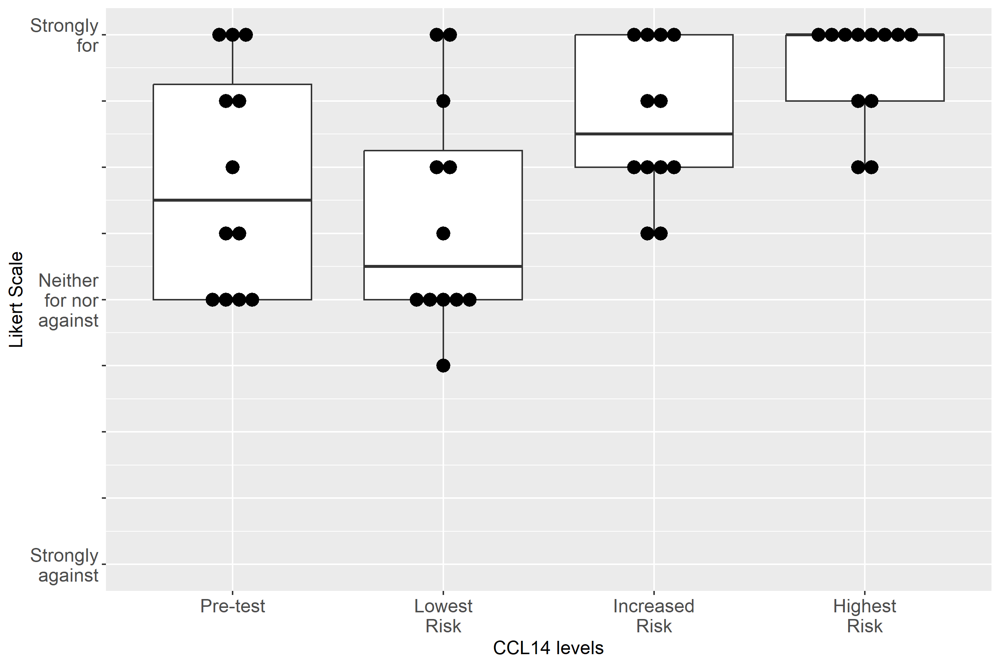 Strongly
for
Neither
for nor
against
Strongly
against
Likert Scale
Pre-test
Lowest
Risk
Increased
Risk
Highest
Risk
CCL14 levels